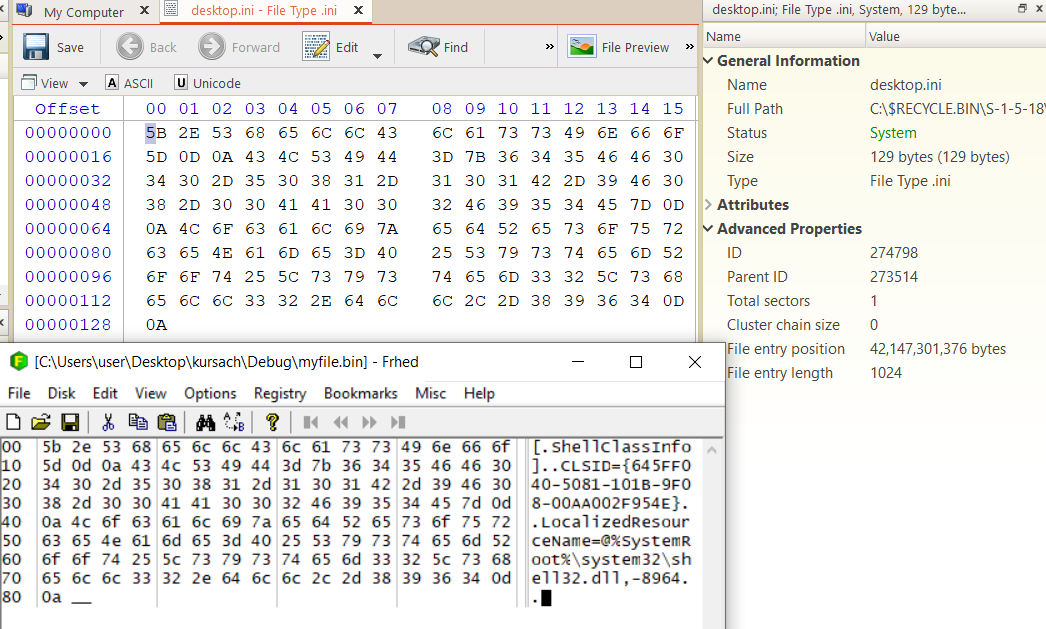 My Computer X desktop.ini - File Type .ini X desktop.ini; File Type .ini, System, 129 byte...
Save Back Forward Edit Find » File Preview » Name Value
View A ASCII U Unicode General Information
Offset 00 01 02 03 04 05 06 07 08 09 10 11 12 13 14 15 Name desktop.ini
00000000 5B 2E 53 68 65 6C 6C 43 6C 61 73 73 49 6E 66 6F Full Path C:\$RECYCLE.BIN\S-1-5-18\
Status System
00000016 5D 0D 0A 43 4C 53 49 44 3D 7B 36 34 35 46 46 30 Size 129 bytes (129 bytes)
00000032 34 30 2D 35 30 38 31 2D 31 30 31 42 2D 39 46 30 Type File Type .ini
00000048 38 2D 30 30 41 41 30 30 32 46 39 35 34 45 7D 0D Attributes
00000064 0A 4C 6F 63 61 6C 69 7A 65 64 52 65 73 6F 75 72 Advanced Properties
00000080 63 65 4E 61 6D 65 3D 40 25 53 79 73 74 65 6D 52 ID 274798
00000096 6F 6F 74 25 5C 73 79 73 74 65 6D 33 32 5C 73 68 Parent ID 273514
00000112 65 6C 6C 33 32 2E 64 6C 6C 2C 2D 38 39 36 34 0D Total sectors 1
00000128 0A Cluster chain size 0
File entry position 42,147,301,376 bytes
File entry length 1024
[C:\Users\user\Desktop\kursach\Debug\myfile.bin] - Frhed
File Disk Edit View Options Registry Bookmarks Misc Help
00 5b 2e 53 68 65 6c 6c 43 6c 61 73 73 49 6e 66 6f [.ShellClassInfo
10 5d 0d 0a 43 4c 53 49 44 3d 7b 36 34 35 46 46 30 ]..CLSID={645FF0
20 34 30 2d 35 30 38 31 2d 31 30 31 42 2d 39 46 30 40-5081-101B-9F0
30 38 2d 30 30 41 41 30 30 32 46 39 35 34 45 7d 0d 8-00AA002F954E}.
40 0a 4c 6f 63 61 6c 69 7a 65 64 52 65 73 6f 75 72 .LocalizedResour
50 63 65 4e 61 6d 65 3d 40 25 53 79 73 74 65 6d 52 ceName=@%SystemR
60 6f 6f 74 25 5c 73 79 73 74 65 6d 33 32 5c 73 68 oot%\system32\sh
70 65 6c 6c 33 32 2e 64 6c 6c 2c 2d 38 39 36 34 0d ell32.dll,-8964.
80 0a __ .